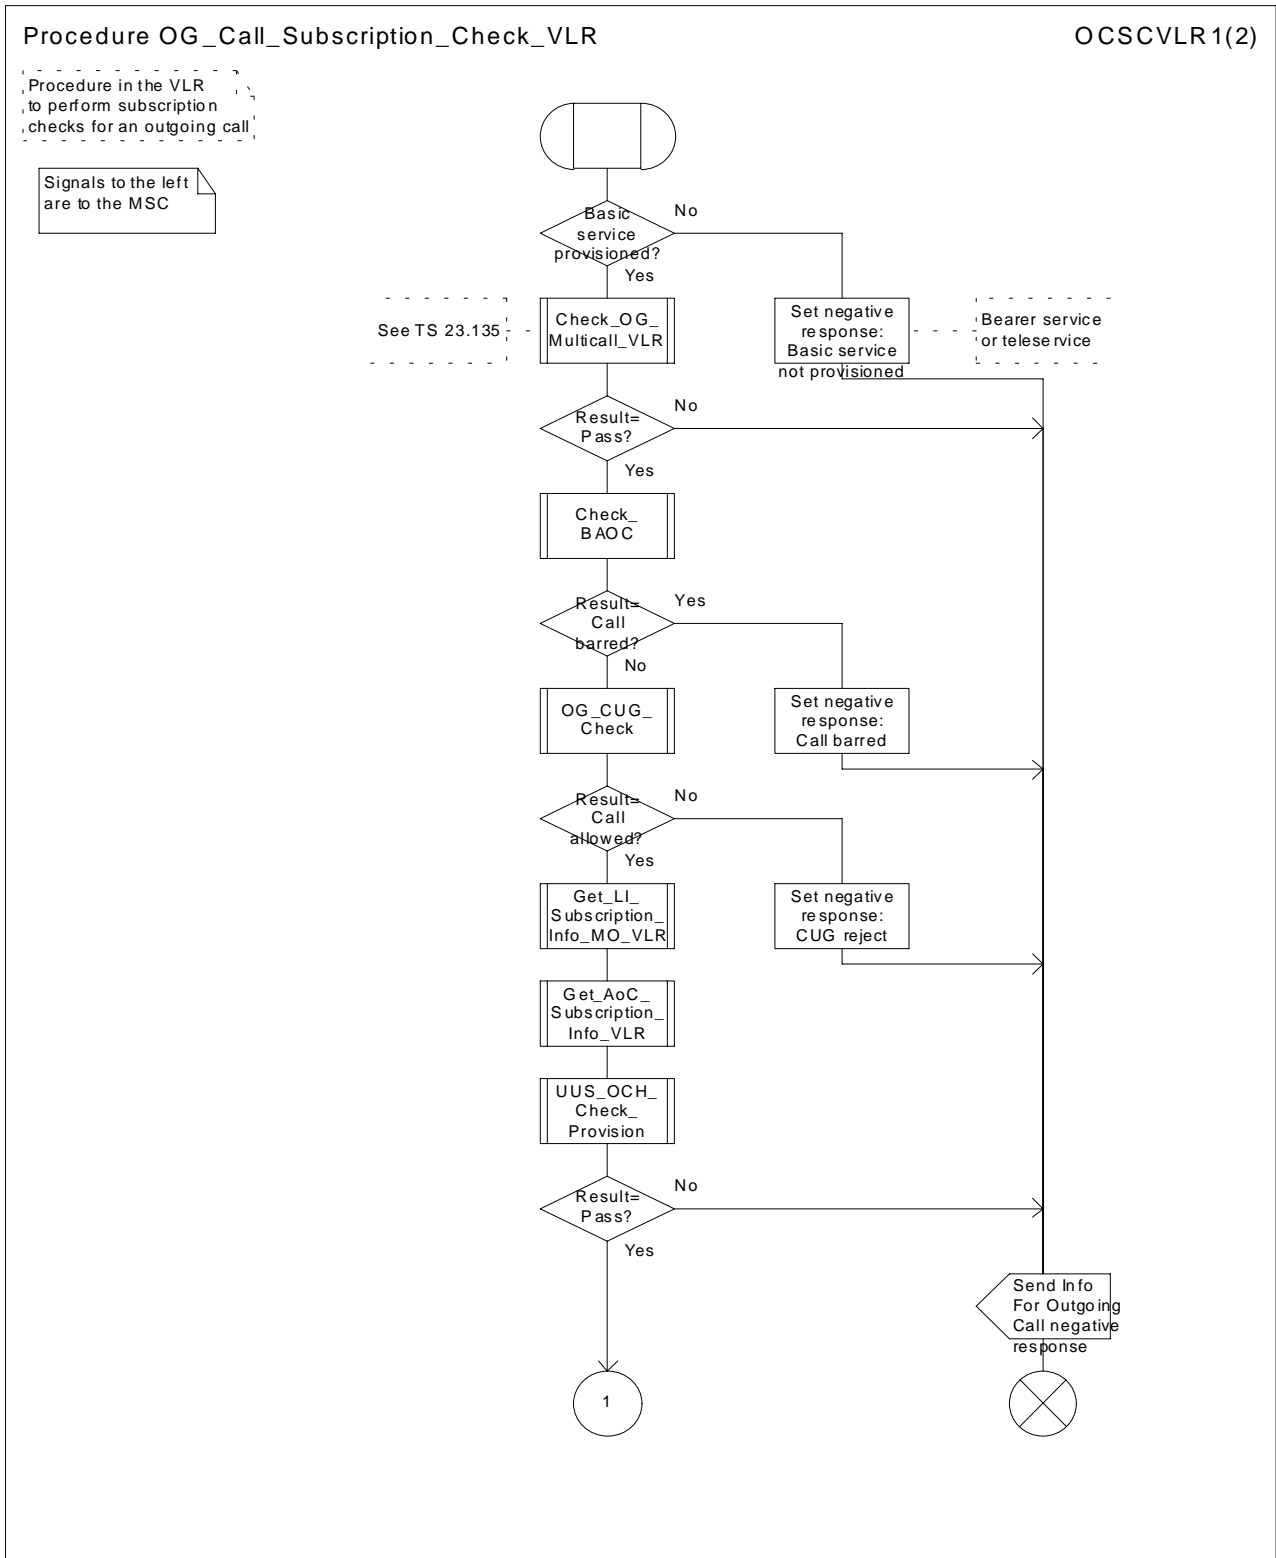 Procedure OG_Call_Subscription_Check_VLR
OCSCVLR1(2)
Procedure in the VLR
to perform subscription
checks for an outgoing call
Signals to the left
are to the MSC
Basic
service
provisioned?
No
Yes
See TS 23.135
Check_OG_
Multicall_VLR
Set negative
response:
Basic service
not provisioned
Bearer service
or teleservice
Result=
Pass?
No
Yes
Check_
BAOC
Result=
Call
barred?
Yes
No
OG_CUG_
Check
Set negative
response:
Call barred
Result=
Call
allowed?
No
Yes
Get_LI_
Subscription_
Info_MO_VLR
Set negative
response:
CUG reject
Get_AoC_
Subscription_
Info_VLR
UUS_OCH_
Check_
Provision
Result=
Pass?
No
Yes
Send Info
For Outgoing
Call negative
response
1